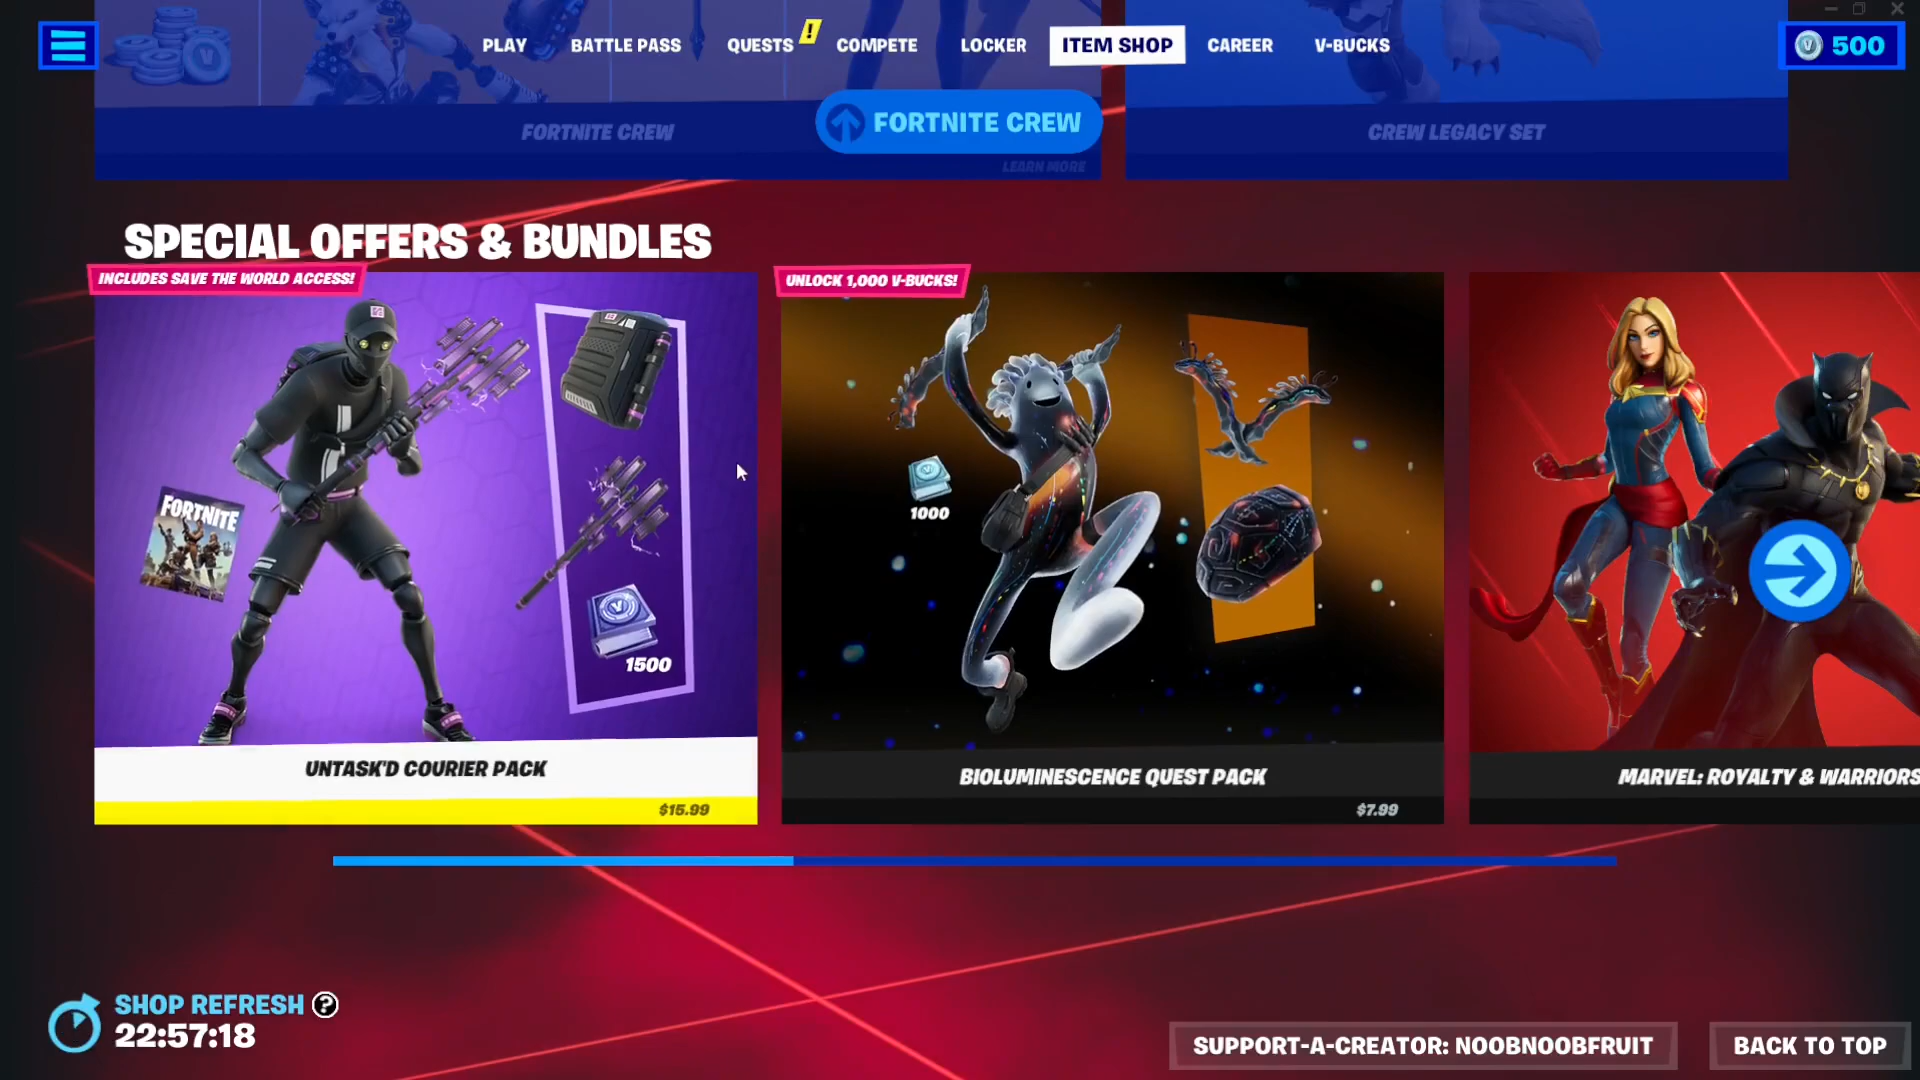 PLAY
BATTLE PASS
QUESTS
!
COMPETE
LOCKER
ITEM SHOP
CAREER
V-BUCKS
500
FORTNITE CREW
FORTNITE CREW
LEARN MORE
CREW LEGACY SET
SPECIAL OFFERS & BUNDLES
INCLUDES SAVE THE WORLD ACCESS!
FORTNITE
1500
UNTASK'D COURIER PACK
$15.99
UNLOCK 1,000 V-BUCKS!
1000
BIOLUMINESCENCE QUEST PACK
$7.99
MARVEL: ROYALTY & WARRIORS
SHOP REFRESH ?
22:57:18
SUPPORT-A-CREATOR: NOOBNOOBFRUIT
BACK TO TOP